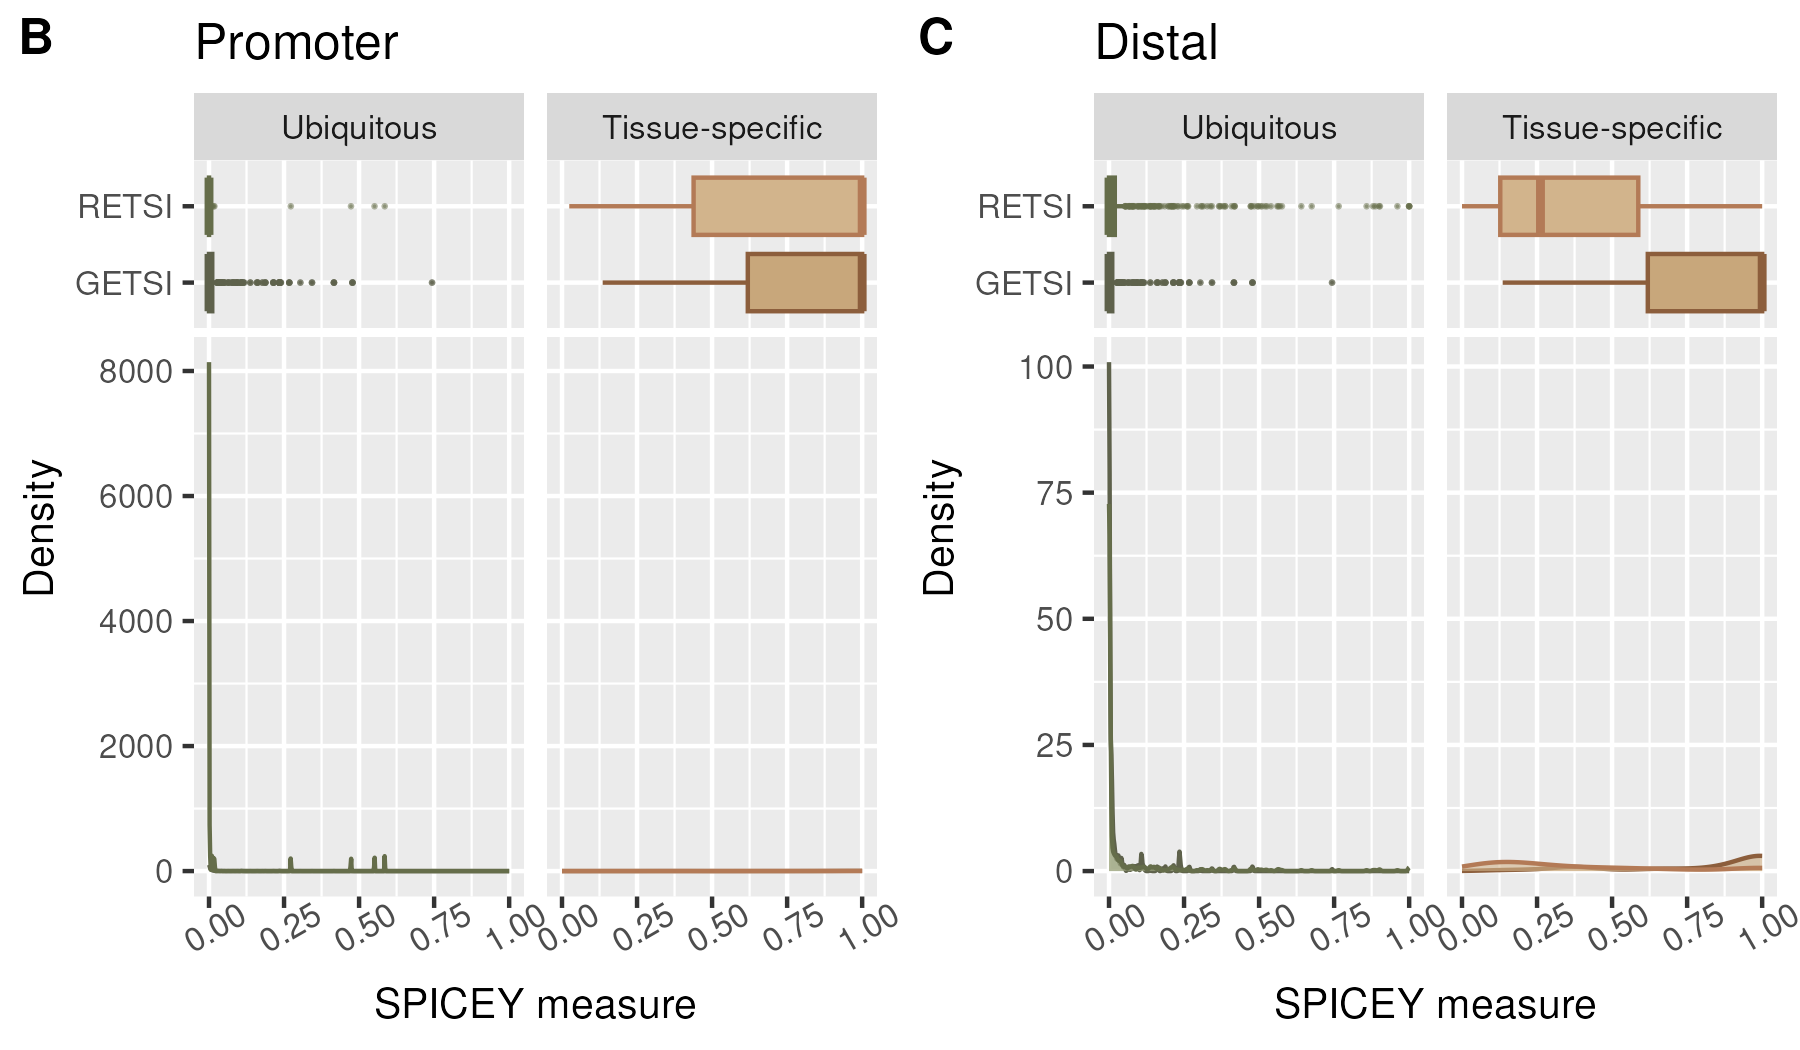 B Promoter
Ubiquitous Tissue-specific
RETSI
GETSI
8000
6000
4000
2000
0
Density
0.00 0.25 0.50 0.75 1.00 0.00 0.25 0.50 0.75 1.00
SPICEY measure
C Distal
Ubiquitous Tissue-specific
RETSI
GETSI
100
75
50
25
0
Density
0.00 0.25 0.50 0.75 1.00 0.00 0.25 0.50 0.75 1.00
SPICEY measure